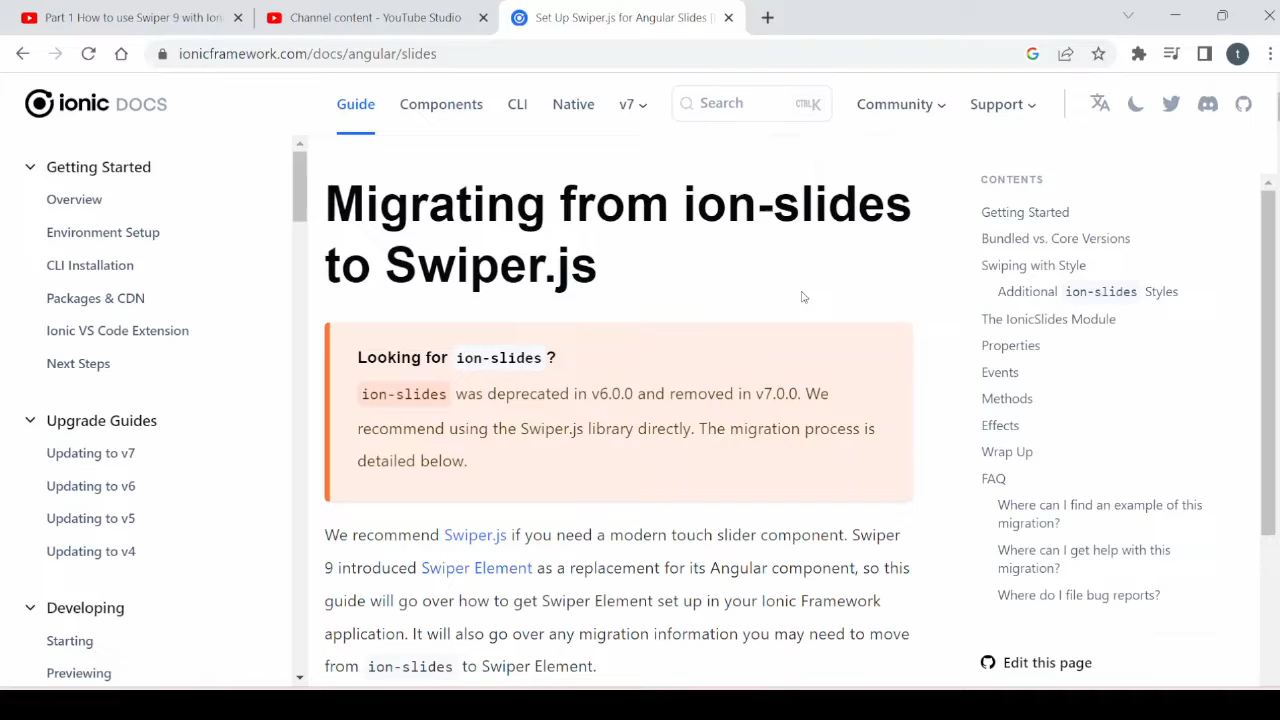 Part 1 How to use Swiper 9 with Ion
Channel content - YouTube Studio
Set Up Swiper.js for Angular Slides |
ionicframework.com/docs/angular/slides
t
ionic DOCS
Guide
Components
CLI
Native
v7
Search
CTRL K
Community
Support
Getting Started
Overview
Environment Setup
CLI Installation
Packages & CDN
Ionic VS Code Extension
Next Steps
Upgrade Guides
Updating to v7
Updating to v6
Updating to v5
Updating to v4
Developing
Starting
Previewing
Migrating from ion-slides
to Swiper.js
Looking for ion-slides?
ion-slides was deprecated in v6.0.0 and removed in v7.0.0. We
recommend using the Swiper.js library directly. The migration process is
detailed below.
We recommend Swiper.js if you need a modern touch slider component. Swiper
9 introduced Swiper Element as a replacement for its Angular component, so this
guide will go over how to get Swiper Element set up in your Ionic Framework
application. It will also go over any migration information you may need to move
from ion-slides to Swiper Element.
CONTENTS
Getting Started
Bundled vs. Core Versions
Swiping with Style
Additional ion-slides Styles
The IonicSlides Module
Properties
Events
Methods
Effects
Wrap Up
FAQ
Where can I find an example of this
migration?
Where can I get help with this
migration?
Where do I file bug reports?
Edit this page